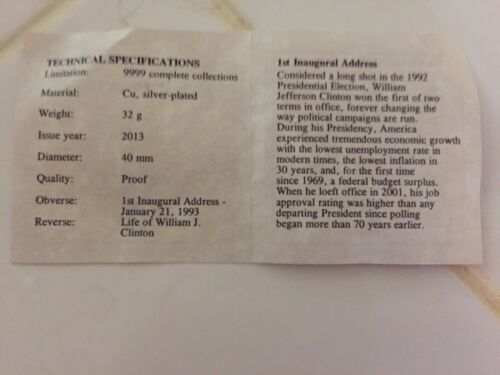 TECHNICAL SPECIFICATIONS
Limitation: 9999 complete collections
Material: Cu, silver-plated
Weight: 32 g
Issue year: 2013
Diameter: 40 mm
Quality: Proof
Obverse: 1st Inaugural Address -
January 21, 1993
Reverse: Life of William J.
Clinton
1st Inaugural Address
Considered a long shot in the 1992
Presidential Election, William
Jefferson Clinton won the first of two
terms in office, forever changing the
way political campaigns are run.
During his Presidency, America
experienced tremendous economic growth
with the lowest unemployment rate in
modern times, the lowest inflation in
30 years, and, for the first time
since 1969, a federal budget surplus.
When he loeft office in 2001, his job
approval rating was higher than any
departing President since polling
began more than 70 years earlier.